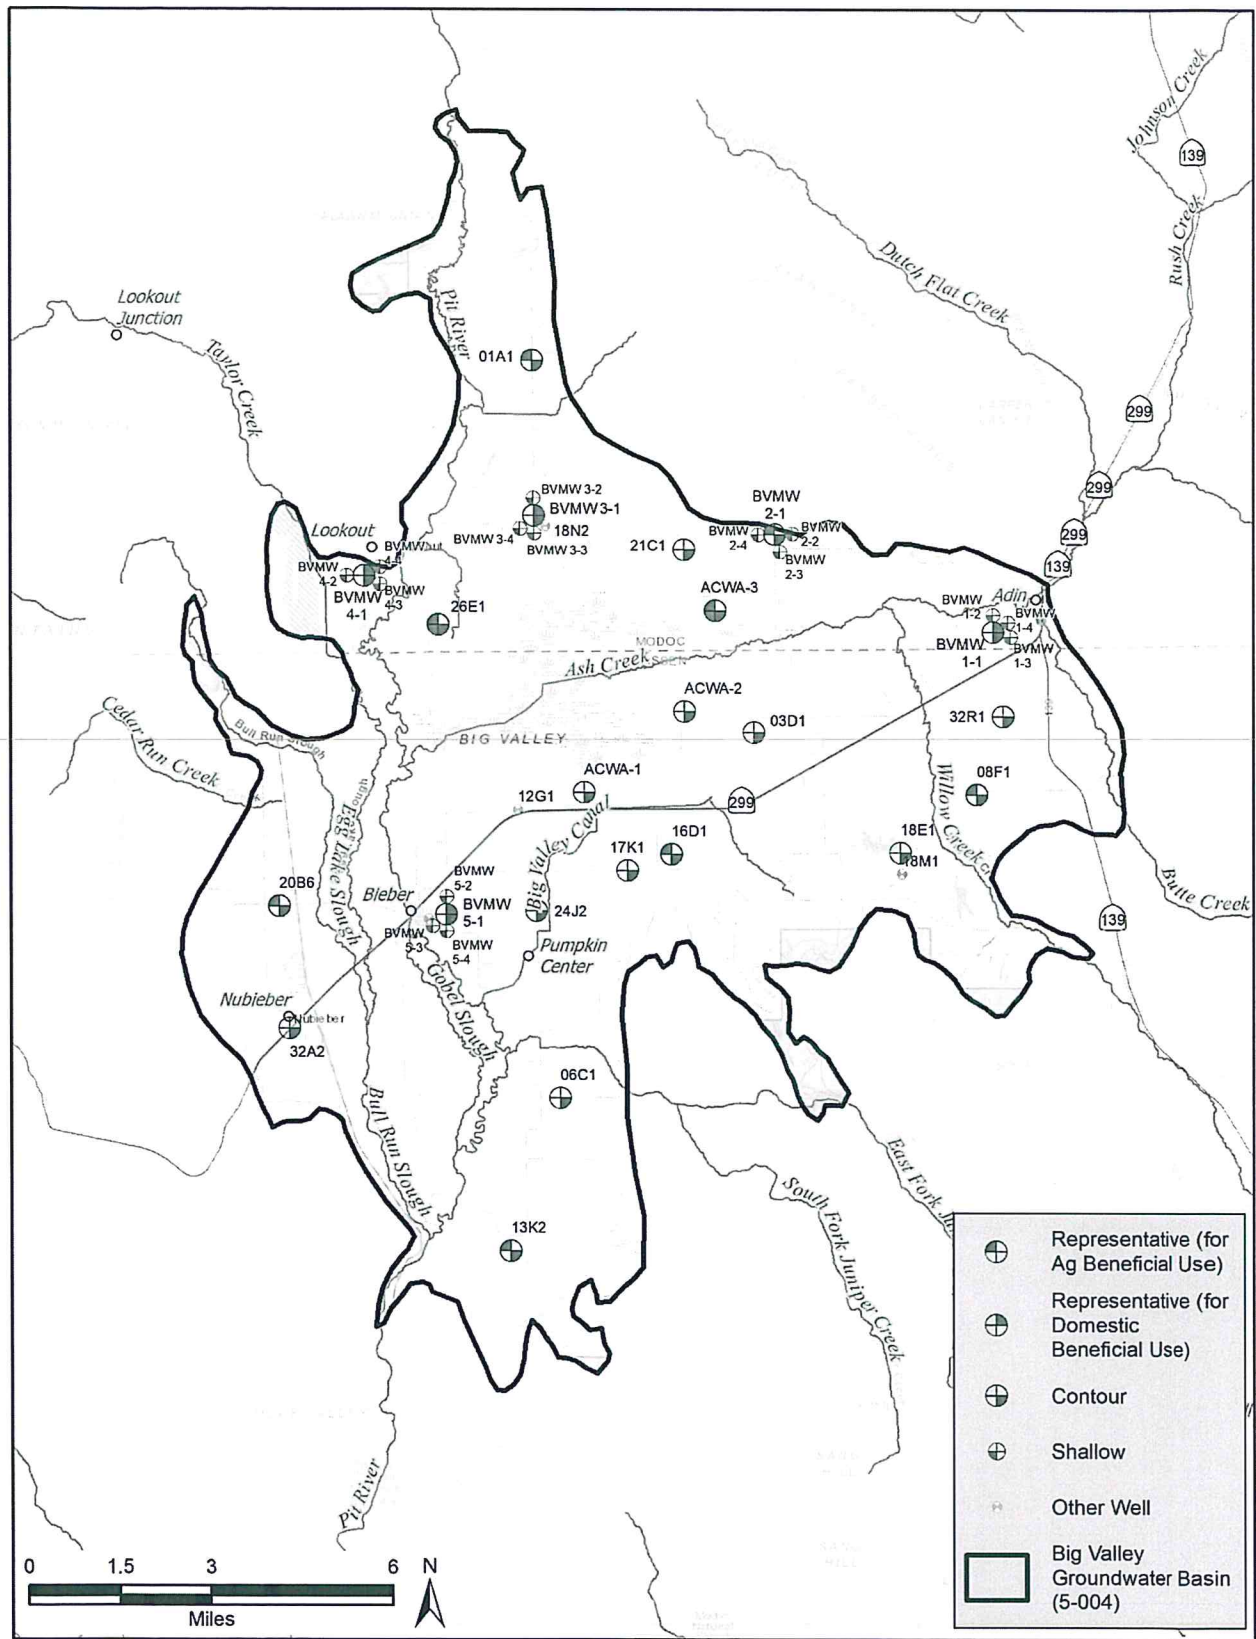 Johnson Creek
139
Rush Creek
Dutch Flat Creek
Lookout
Junction
Pit River
Taylor Creek
01A1
299
299
BVMW 3-2
BVMW 3-1
BVMW
2-1
BVMW
2-4
BVMW
2-2
BVMW
2-3
299
Lookout
BVMW 3-4
18N2
BVMW 3-3
21C1
139
BVMW
4-2
BVMW
4-1
BVMW
4-3
26E1
ACWA-3
Adin
BVMW
1-2
BVMW
1-4
BVMW
1-1
BVMW
1-3
MODOC
Ash Creek
ACWA-2
03D1
32R1
Cedar Run Creek
Bull Run Slough
BIG VALLEY
ACWA-1
12G1
299
Willow Creek
08F1
Egg Lake Slough
Big Valley Canal
17K1
16D1
18E1
18M1
Butte Creek
20B6
Bieber
BVMW
5-2
BVMW
5-1
BVMW
5-3
BVMW
5-4
24J2
139
Pumpkin
Center
Gobel Slough
Nubieber
Nubieber
32A2
06C1
Bull Run Slough
East Fork
South Fork Juniper Creek
13K2
Pit River
Representative (for
Ag Beneficial Use)
Representative (for
Domestic
Beneficial Use)
Contour
Shallow
Other Well
Big Valley
Groundwater Basin
(5-004)
0 1.5 3 6
Miles
N